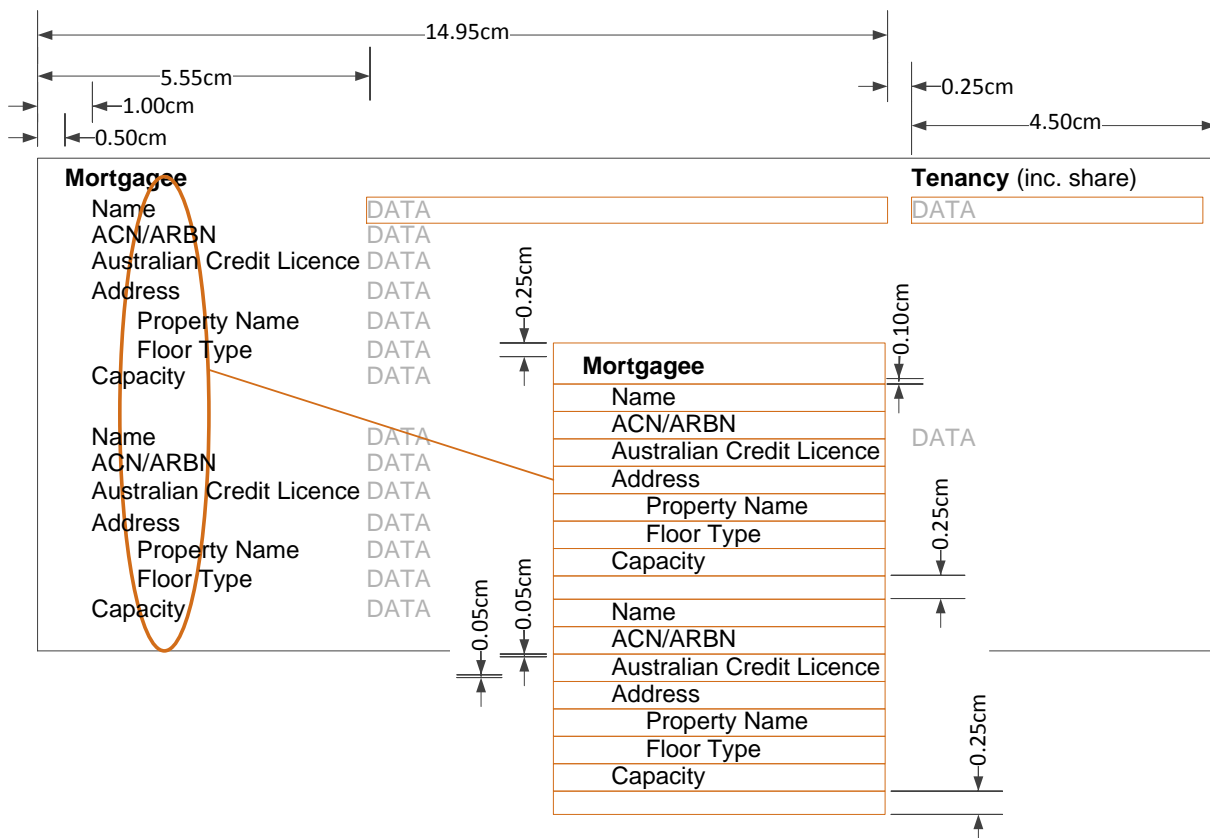 14.95cm
5.55cm
0.25cm
1.00cm
4.50cm
0.50cm
Mortgagee Tenancy (inc. share)
Name DATA DATA
ACN/ARBN DATA
Australian Credit Licence DATA
Address DATA
Property Name DATA
Floor Type DATA
Capacity DATA
Name DATA DATA
ACN/ARBN DATA
Australian Credit Licence DATA
Address DATA
Property Name DATA
Floor Type DATA
Capacity DATA
0.25cm
0.10cm
Mortgagee
Name
ACN/ARBN
Australian Credit Licence
Address
Property Name
Floor Type
Capacity
0.25cm
Name
ACN/ARBN
Australian Credit Licence
Address
Property Name
Floor Type
Capacity
0.05cm
0.05cm
0.25cm